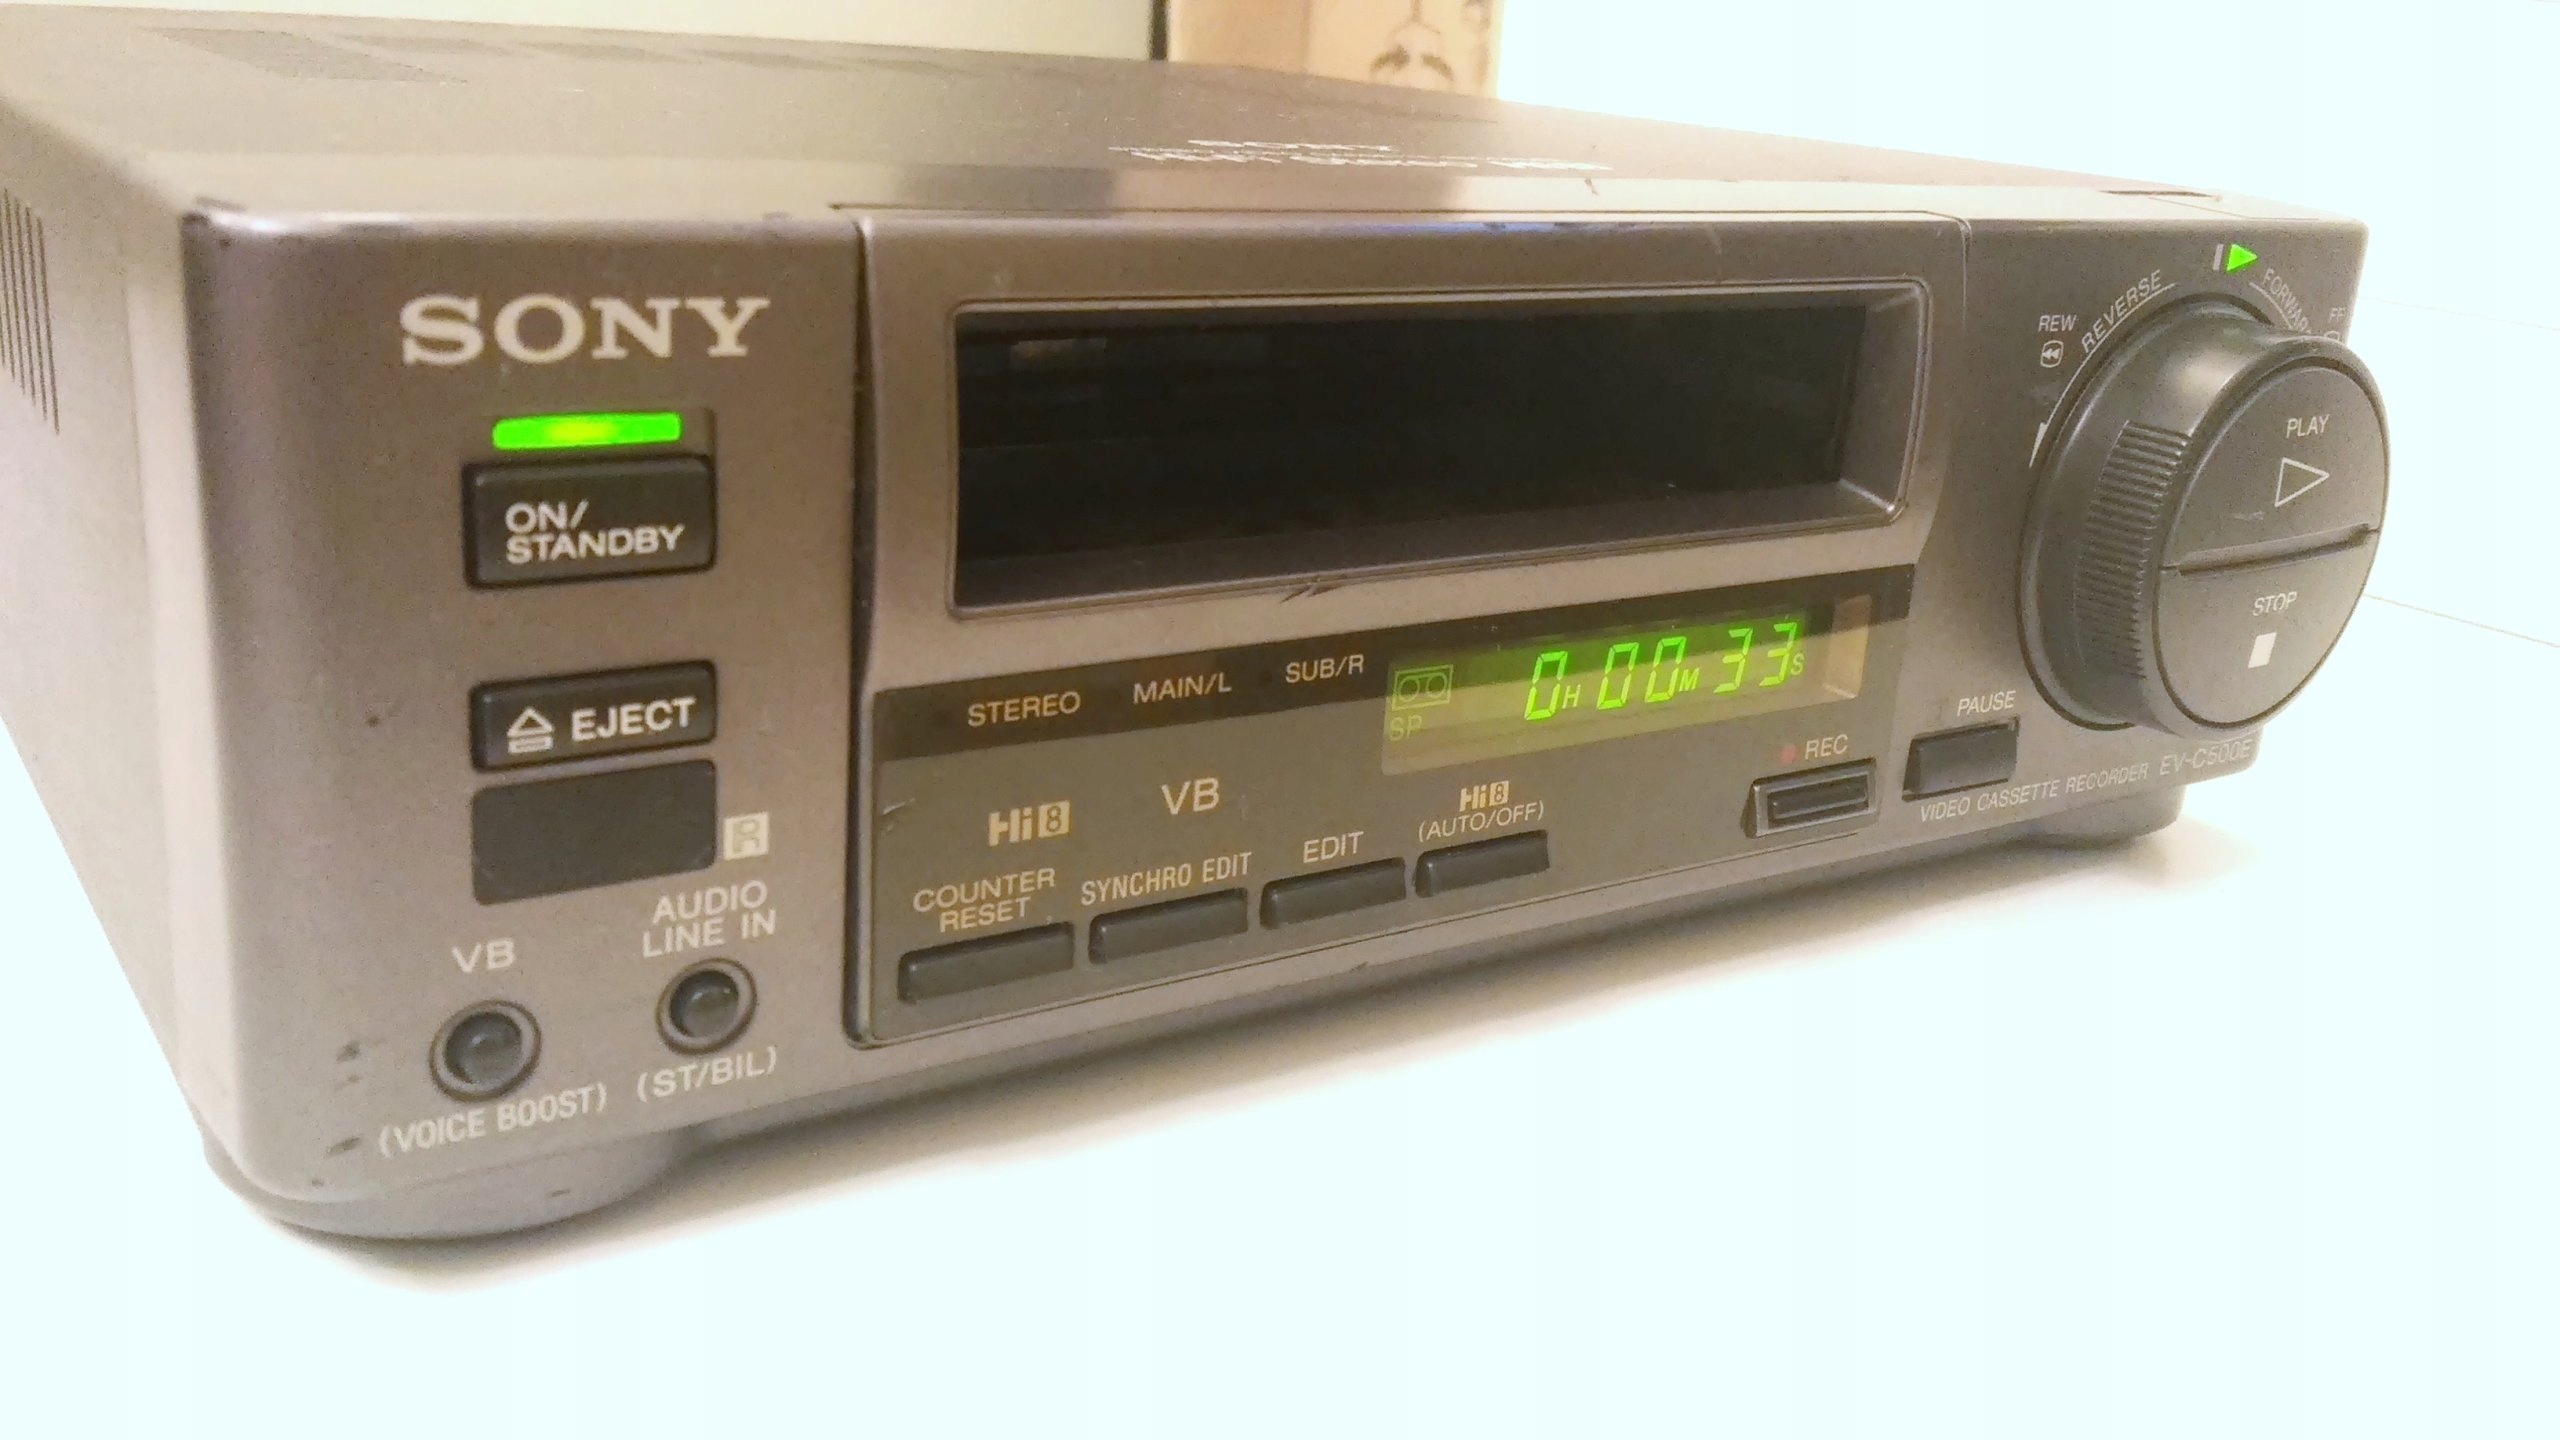 SONY
ON/
STANDBY
EJECT
R
AUDIO
LINE IN
VB
(VOICE BOOST)
(ST/BIL)
STEREO
MAIN/L
SUB/R
SP
0H 00M 33S
Hi8
VB
Hi8
(AUTO/OFF)
REC
COUNTER
RESET
SYNCHRO EDIT
EDIT
REW
REVERSE
FORWARD
FF
PLAY
STOP
PAUSE
VIDEO CASSETTE RECORDER EV-C500E